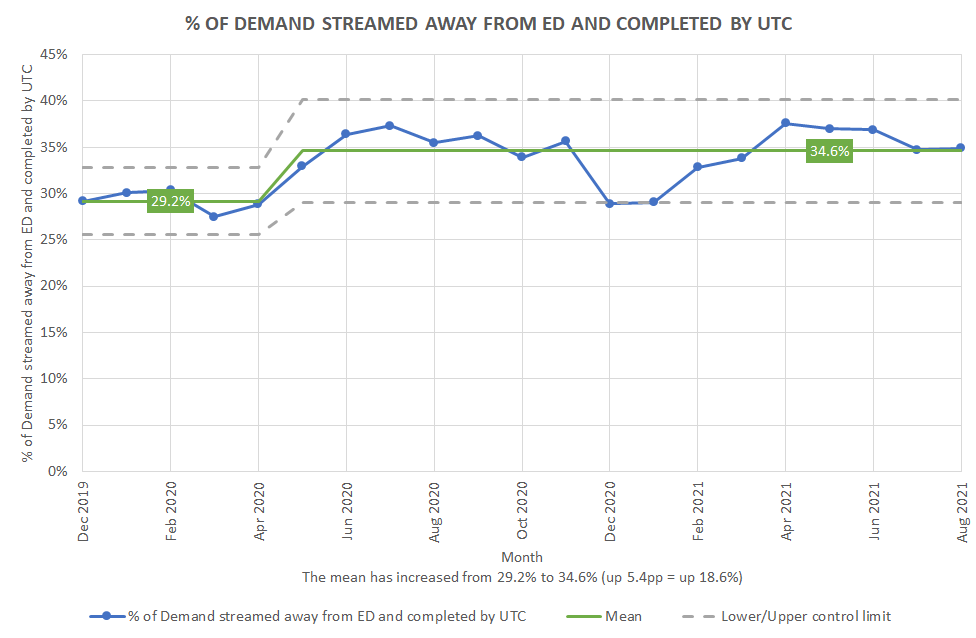 % OF DEMAND STREAMED AWAY FROM ED AND COMPLETED BY UTC
% of Demand streamed away from ED and completed by UTC
45%
40%
35%
30%
25%
20%
15%
10%
5%
0%
29.2%
34.6%
Dec 2019
Feb 2020
Apr 2020
Jun 2020
Aug 2020
Oct 2020
Dec 2020
Feb 2021
Apr 2021
Jun 2021
Aug 2021
Month
The mean has increased from 29.2% to 34.6% (up 5.4pp = up 18.6%)
% of Demand streamed away from ED and completed by UTC
Mean
Lower/Upper control limit